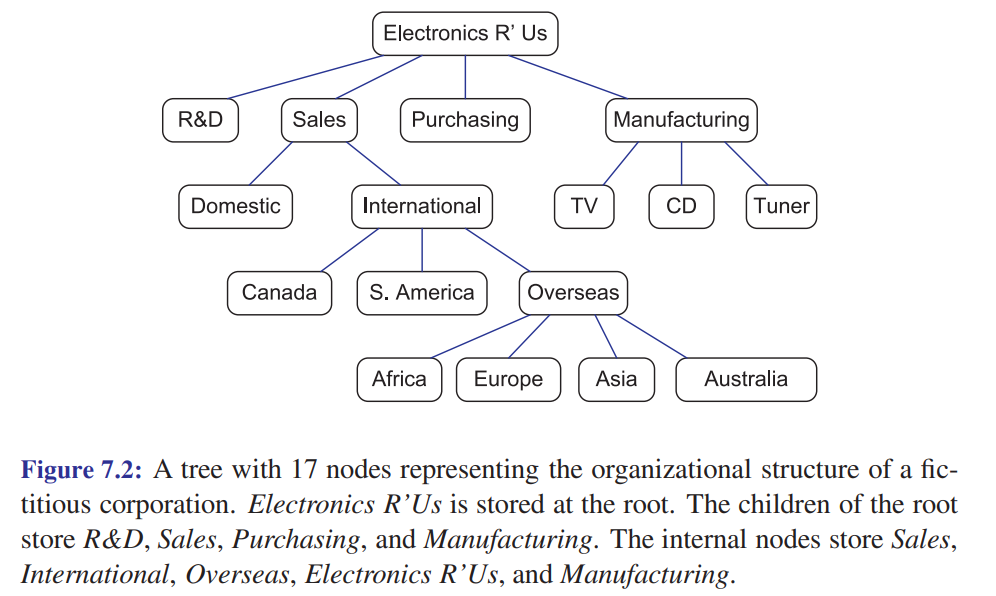 Electronics R' Us
R&D Sales Purchasing Manufacturing
Domestic International TV CD Tuner
Canada S. America Overseas
Africa Europe Asia Australia
Figure 7.2: A tree with 17 nodes representing the organizational structure of a fic-
titious corporation. Electronics R'Us is stored at the root. The children of the root
store R&D, Sales, Purchasing, and Manufacturing. The internal nodes store Sales,
International, Overseas, Electronics R'Us, and Manufacturing.